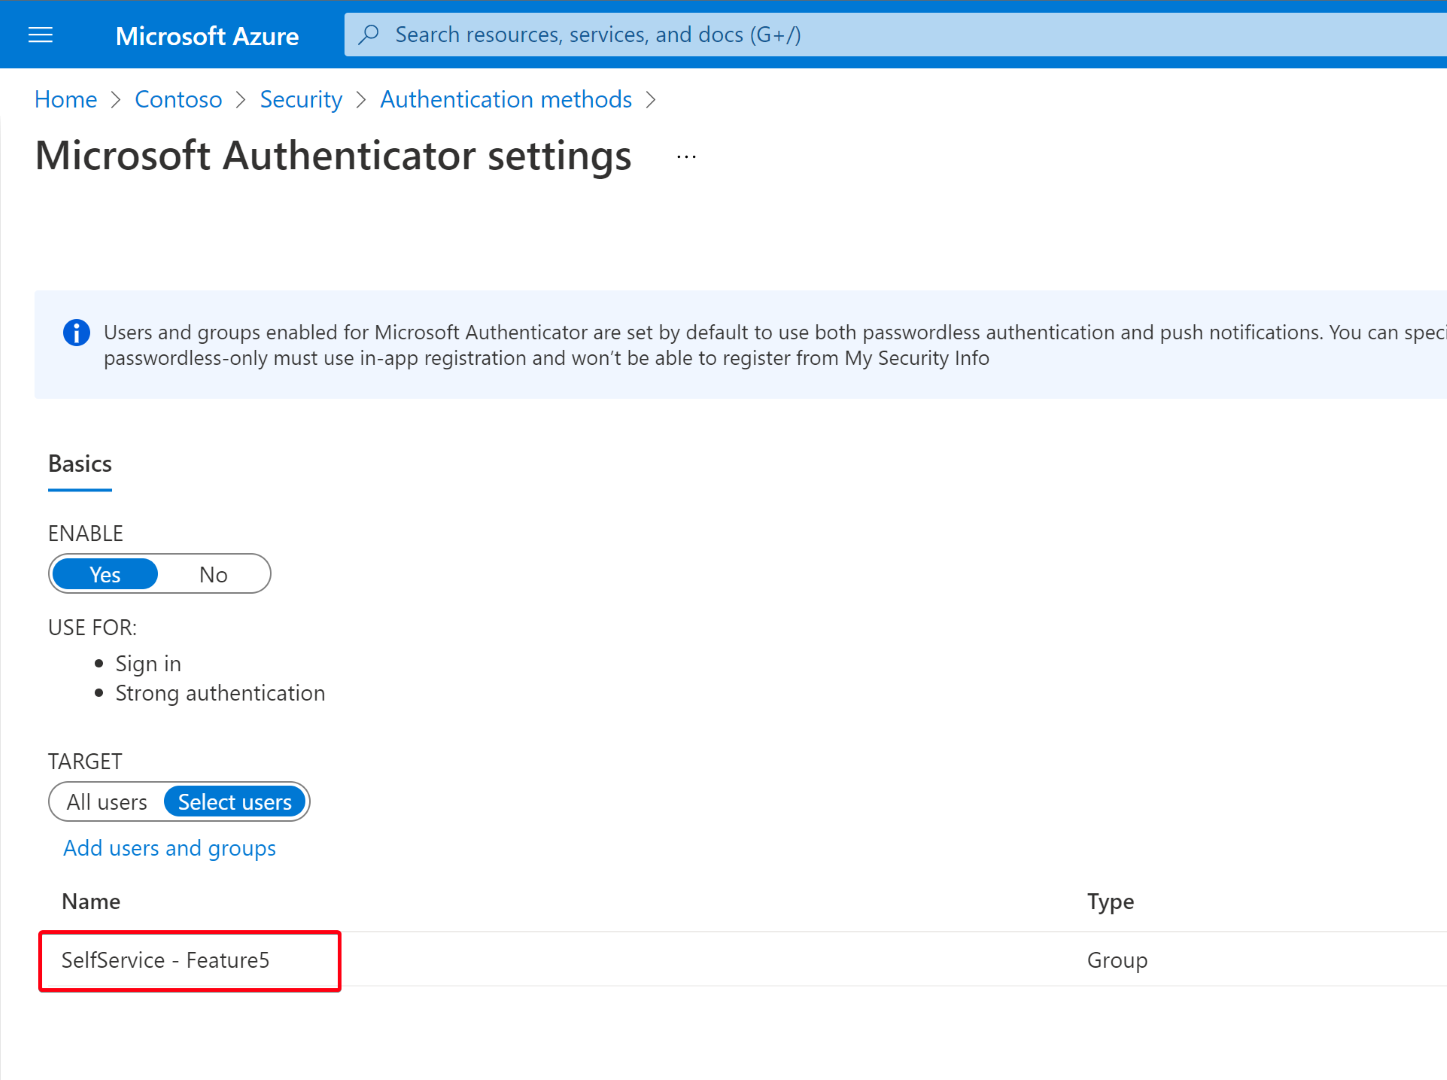 Microsoft Azure
Search resources, services, and docs (G+/)
Home > Contoso > Security > Authentication methods >
Microsoft Authenticator settings ...
Users and groups enabled for Microsoft Authenticator are set by default to use both passwordless authentication and push notifications. You can speci
passwordless-only must use in-app registration and won't be able to register from My Security Info
Basics
ENABLE
Yes No
USE FOR:
• Sign in
• Strong authentication
TARGET
All users Select users
Add users and groups
Name Type
SelfService - Feature5 Group